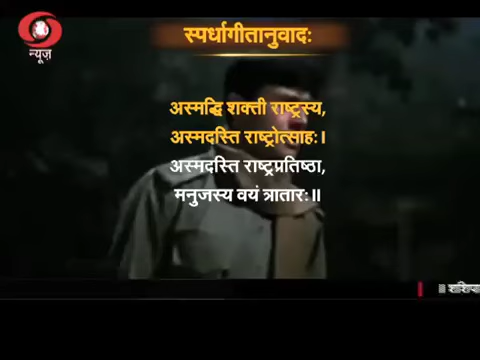 स्पर्धागीतानुवादः
न्यूज़
अस्मद्धि शक्ती राष्ट्रस्य,
अस्मदस्ति राष्ट्रोत्साहः।
अस्मदस्ति राष्ट्रप्रतिष्ठा,
मनुजस्य वयं त्रातारः॥